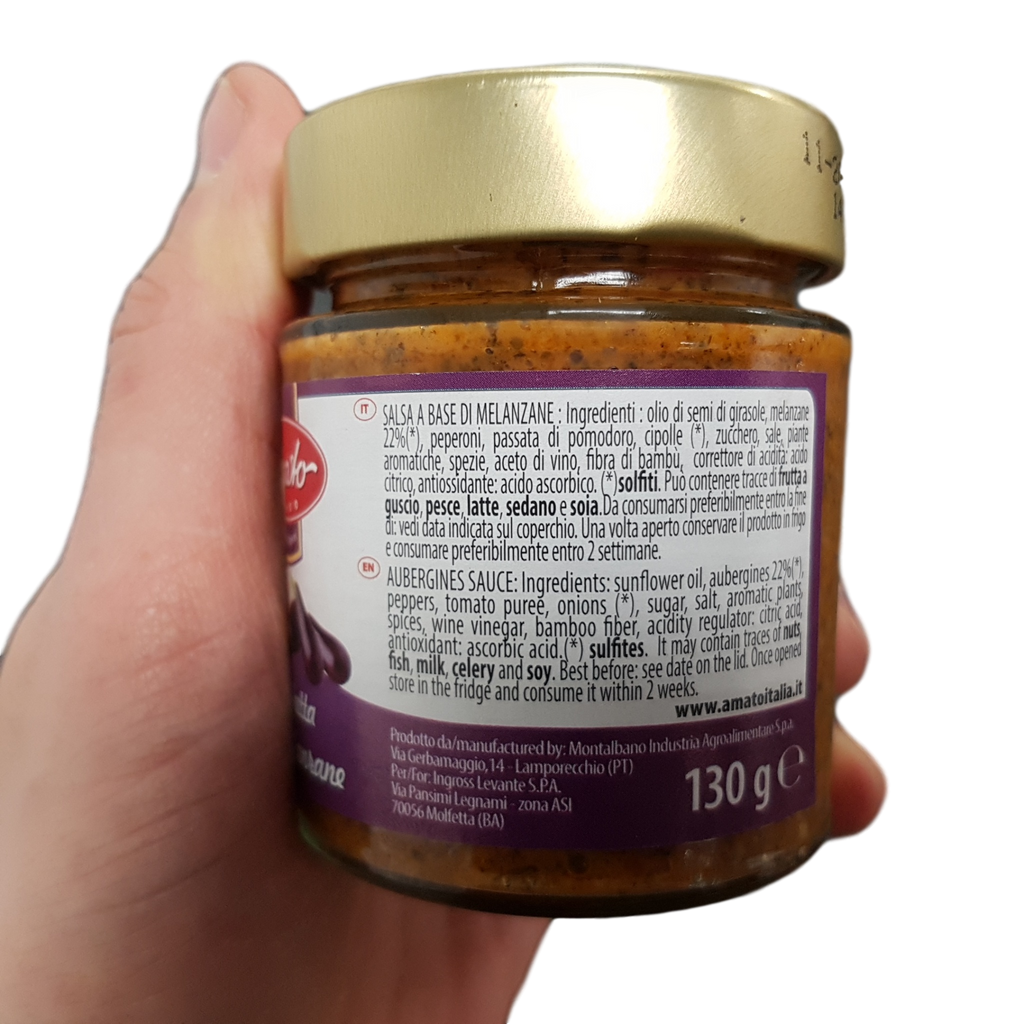 IT
SALSA A BASE DI MELANZANE : Ingredienti : olio di semi di girasole, melanzane
22%(*), peperoni, passata di pomodoro, cipolle (*), zucchero, sale, piante
aromatiche, spezie, aceto di vino, fibra di bambù, correttore di acidità: acido
citrico, antiossidante: acido ascorbico. (*)solfiti. Può contenere tracce di frutta a
guscio, pesce, latte, sedano e soia.Da consumarsi preferibilmente entro la fine
di: vedi data indicata sul coperchio. Una volta aperto conservare il prodotto in frigo
e consumare preferibilmente entro 2 settimane.
EN
AUBERGINES SAUCE: Ingredients: sunflower oil, aubergines 22%(*),
peppers, tomato puree, onions (*), sugar, salt, aromatic plants,
spices, wine vinegar, bamboo fiber, acidity regulator: citric acid,
antioxidant: ascorbic acid.(*) sulfites. It may contain traces of nuts,
fish, milk, celery and soy. Best before: see date on the lid. Once opened
store in the fridge and consume it within 2 weeks.
www.amatoitalia.it
Prodotto da/manufactured by: Montalbano Industria Agroalimentare S.p.a.
Via Gerbamaggio,14 - Lamporecchio (PT)
Per/For: Ingross Levante S.P.A.
Via Pansimi Legnami - zona ASI
70056 Molfetta (BA)
130 g e